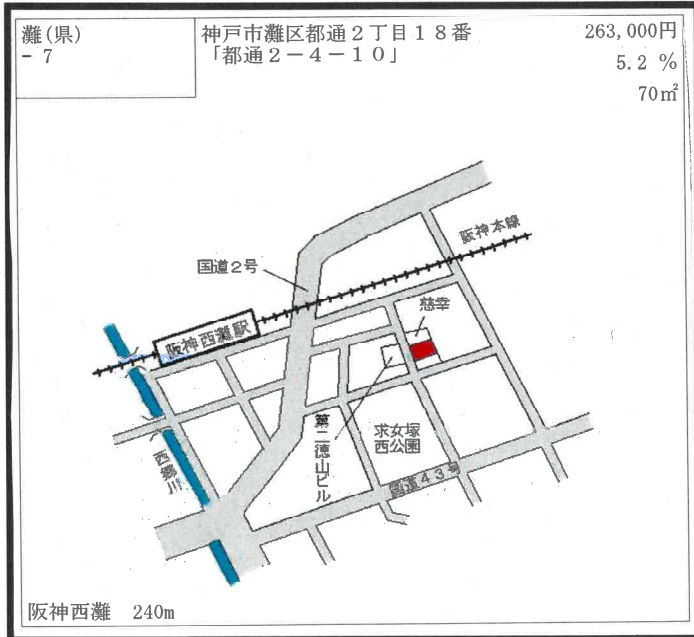 灘(県)
- 7
神戸市灘区都通２丁目１８番
「都通２－４－１０」
263,000円
5.2 %
70㎡
阪神本線
国道２号
慈幸
阪神西灘駅
第二徳山ビル
求女塚
西公園
西郷川
国道４３号
阪神西灘　240m